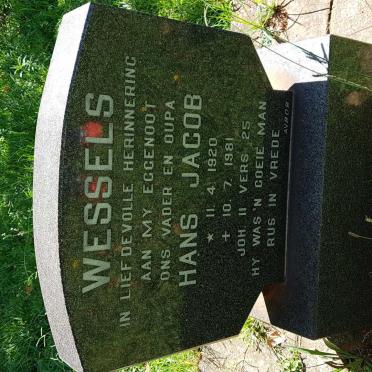 WESSELS
IN LIEFDEVOLLE HERINNERING
AAN MY EGGENOOT
ONS VADER EN OUPA
HANS JACOB
* 11. 4. 1920
+ 10. 7. 1981
JOH. 11 VERS. 25
HY WAS 'N GOEIE MAN
RUS IN VREDE
AVBOB